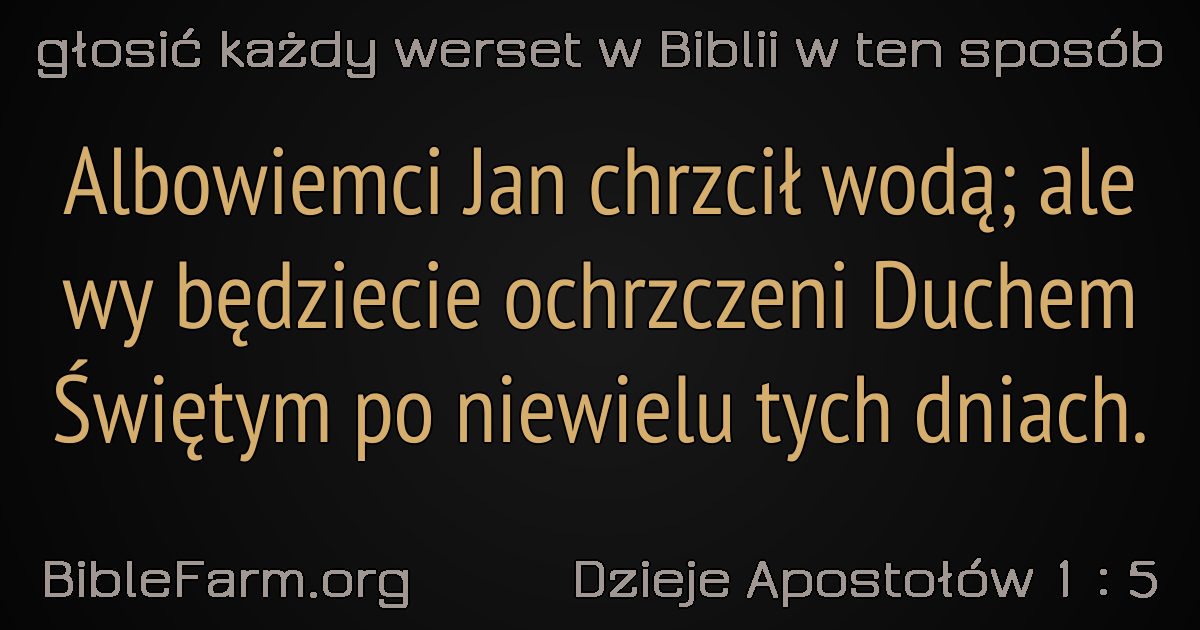 głosić każdy werset w Biblii w ten sposób
Albowiemci Jan chrzcił wodą; ale
wy będziecie ochrzczeni Duchem
Świętym po niewielu tych dniach.
BibleFarm.org
Dzieje Apostołów 1 : 5